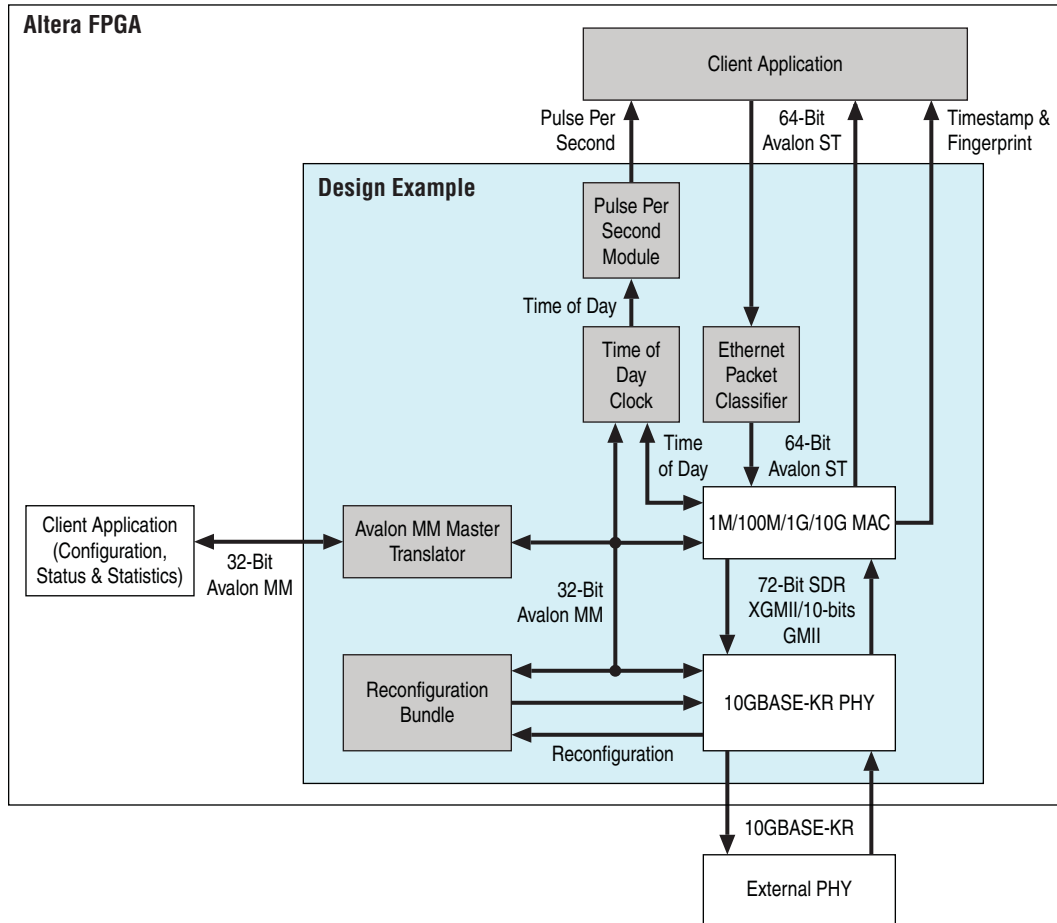 Altera FPGA
Client Application
Pulse Per
Second
64-Bit
Avalon ST
Timestamp &
Fingerprint
Design Example
Pulse Per
Second
Module
Time of Day
Time of
Day
Clock
Ethernet
Packet
Classifier
Time
of Day
64-Bit
Avalon ST
Client Application
(Configuration,
Status & Statistics)
32-Bit
Avalon MM
Avalon MM Master
Translator
1M/100M/1G/10G MAC
32-Bit
Avalon MM
72-Bit SDR
XGMII/10-bits
GMII
Reconfiguration
Bundle
10GBASE-KR PHY
Reconfiguration
10GBASE-KR
External PHY